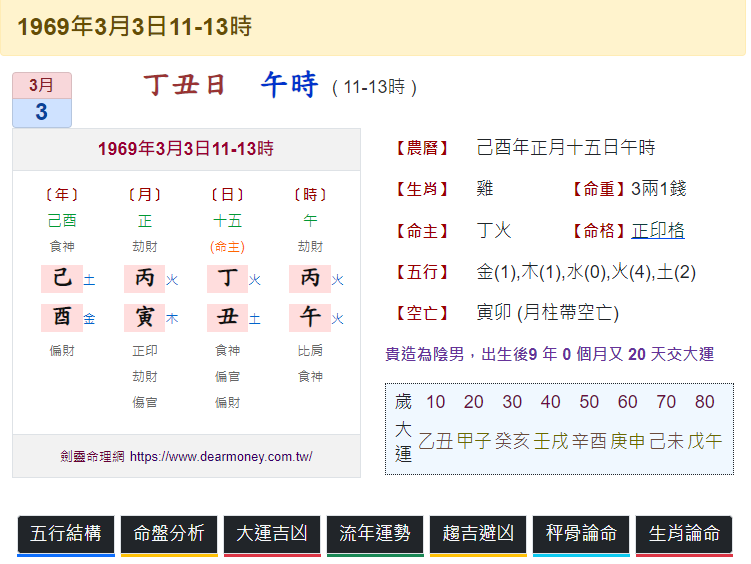 1969年3月3日11-13時
3月
3
丁丑日 午時 ( 11-13時 )
1969年3月3日11-13時
〔年〕 〔月〕 〔日〕 〔時〕
己酉 正 十五 午
食神 劫財 (命主) 劫財
己 土 丙 火 丁 火 丙 火
酉 金 寅 木 丑 土 午 火
偏財 正印 食神 比肩
劫財 偏官 食神
傷官 偏財
劍靈命理網 https://www.dearmoney.com.tw/
【農曆】 己酉年正月十五日午時
【生肖】 雞 【命重】3兩1錢
【命主】 丁火 【命格】正印格
【五行】 金(1),木(1),水(0),火(4),土(2)
【空亡】 寅卯 (月柱帶空亡)
貴造為陰男，出生後9 年 0 個月又 20 天交大運
歲 10 20 30 40 50 60 70 80
大運 乙丑 甲子 癸亥 壬戌 辛酉 庚申 己未 戊午
五行結構 命盤分析 大運吉凶 流年運勢 趨吉避凶 秤骨論命 生肖論命